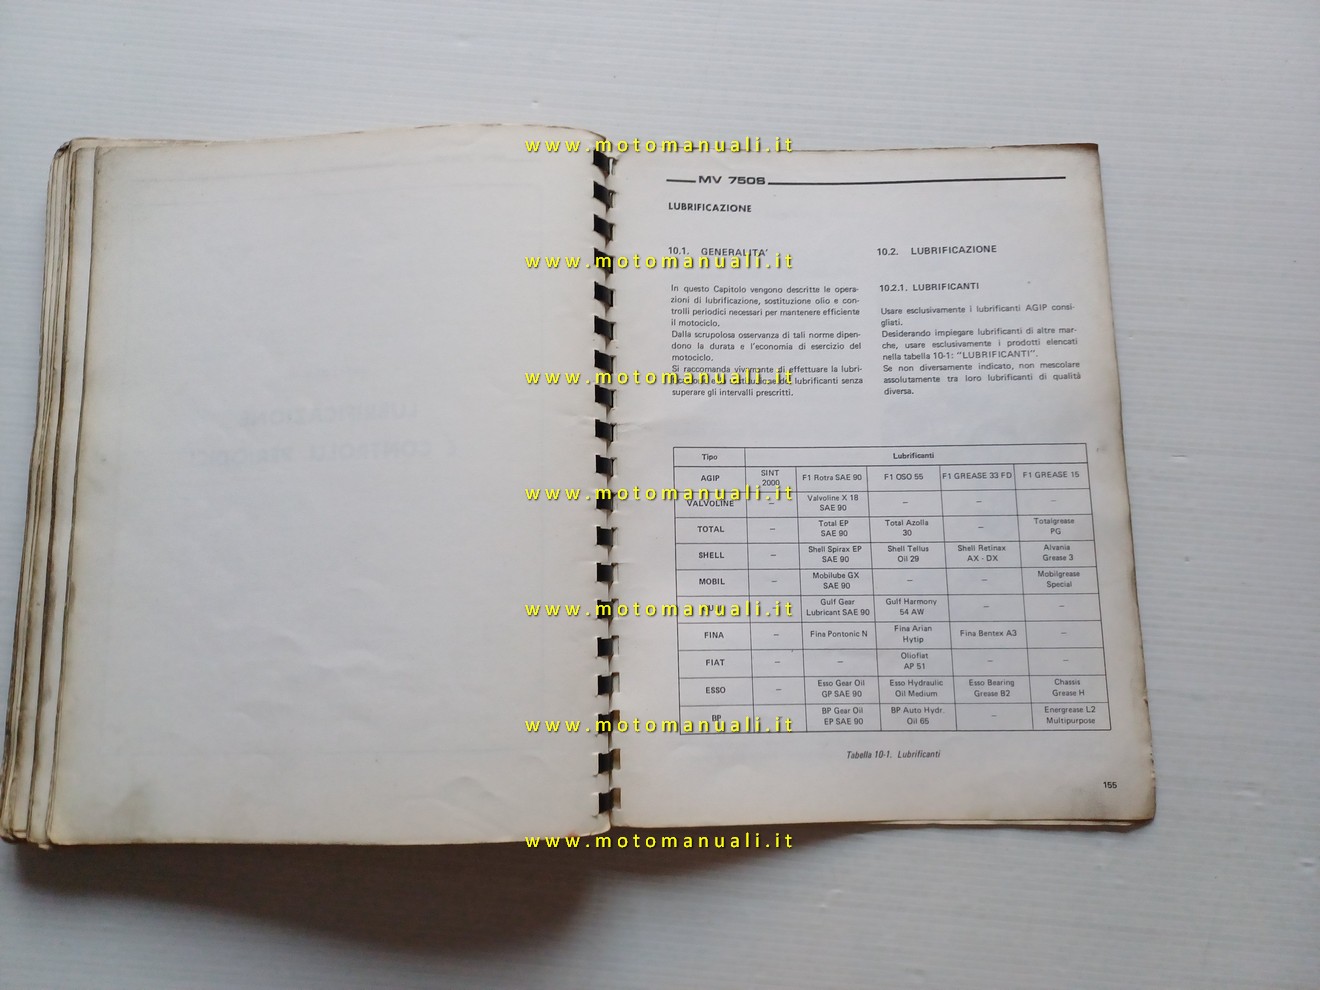 www.motomanuali.it
MV 750S
LUBRIFICAZIONE
10.1. GENERALITA'
www.motomanuali.it
In questo Capitolo vengono descritte le opera-
zioni di lubrificazione, sostituzione olio e con-
trolli periodici necessari per mantenere efficiente
il motociclo.
Dalla scrupolosa osservanza di tali norme dipen-
dono la durata e l'economia di esercizio del
motociclo.
Si raccomanda vivamente di effettuare la lubri-
www.motomanuali.it
lubrificanti senza
superare gli intervalli prescritti.
10.2. LUBRIFICAZIONE
10.2.1. LUBRIFICANTI
Usare esclusivamente i lubrificanti AGIP consi-
gliati.
Desiderando impiegare lubrificanti di altre mar-
che, usare esclusivamente i prodotti elencati
nella tabella 10-1: "LUBRIFICANTI".
Se non diversamente indicato, non mescolare
assolutamente tra loro lubrificanti di qualità
diversa.
Tipo Lubrificanti
AGIP SINT 2000 F1 Rotra SAE 90 F1 OSO 55 F1 GREASE 33 FD F1 GREASE 15
www.motomanuali.it
VALVOLINE – Valvoline X 18 SAE 90 – – –
TOTAL – Total EP SAE 90 Total Azolla 30 – Totalgrease PG
SHELL – Shell Spirax EP SAE 90 Shell Tellus Oil 29 Shell Retinax AX - DX Alvania Grease 3
MOBIL – Mobilube GX SAE 90 – – Mobilgrease Special
www.motomanuali.it
Gulf Gear Lubricant SAE 90 Gulf Harmony 54 AW – –
FINA – Fina Pontonic N Fina Arian Hytip Fina Bentex A3 –
FIAT – – Oliofiat AP 51 – –
ESSO – Esso Gear Oil GP SAE 90 Esso Hydraulic Oil Medium Esso Bearing Grease B2 Chassis Grease H
BP BP Gear Oil EP SAE 90 BP Auto Hydr. Oil 65 – Energrease L2 Multipurpose
www.motomanuali.it
Tabella 10-1. Lubrificanti
155
www.motomanuali.it